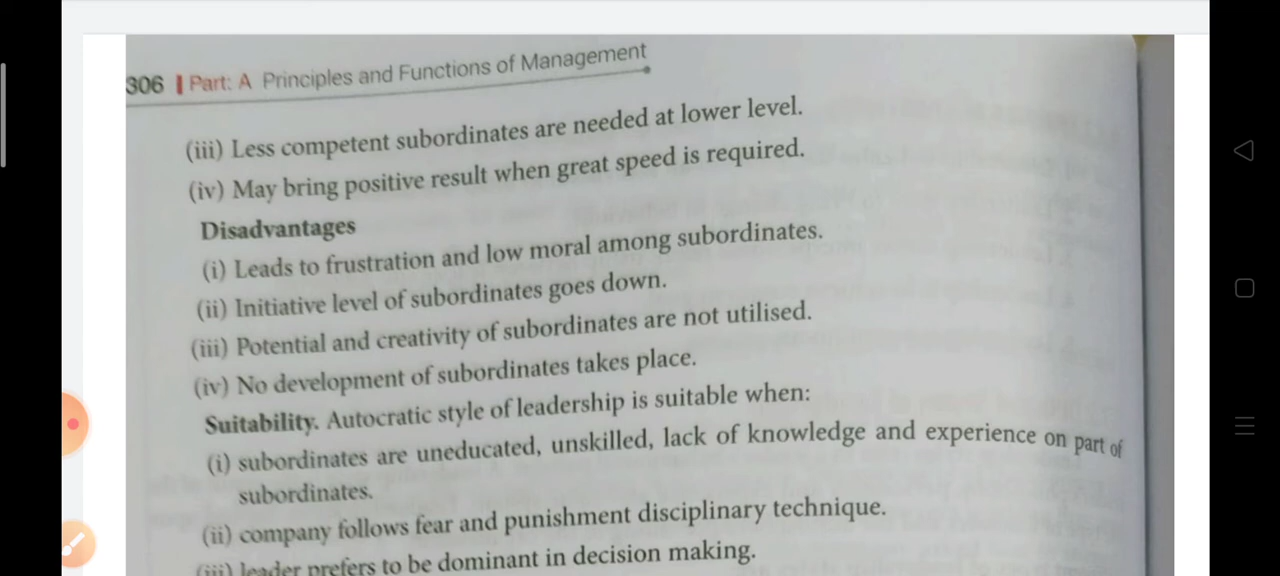 306 | Part: A Principles and Functions of Management
(iii) Less competent subordinates are needed at lower level.
(iv) May bring positive result when great speed is required.
Disadvantages
(i) Leads to frustration and low moral among subordinates.
(ii) Initiative level of subordinates goes down.
(iii) Potential and creativity of subordinates are not utilised.
(iv) No development of subordinates takes place.
Suitability. Autocratic style of leadership is suitable when:
(i) subordinates are uneducated, unskilled, lack of knowledge and experience on part of
subordinates.
(ii) company follows fear and punishment disciplinary technique.
(iii) leader prefers to be dominant in decision making.